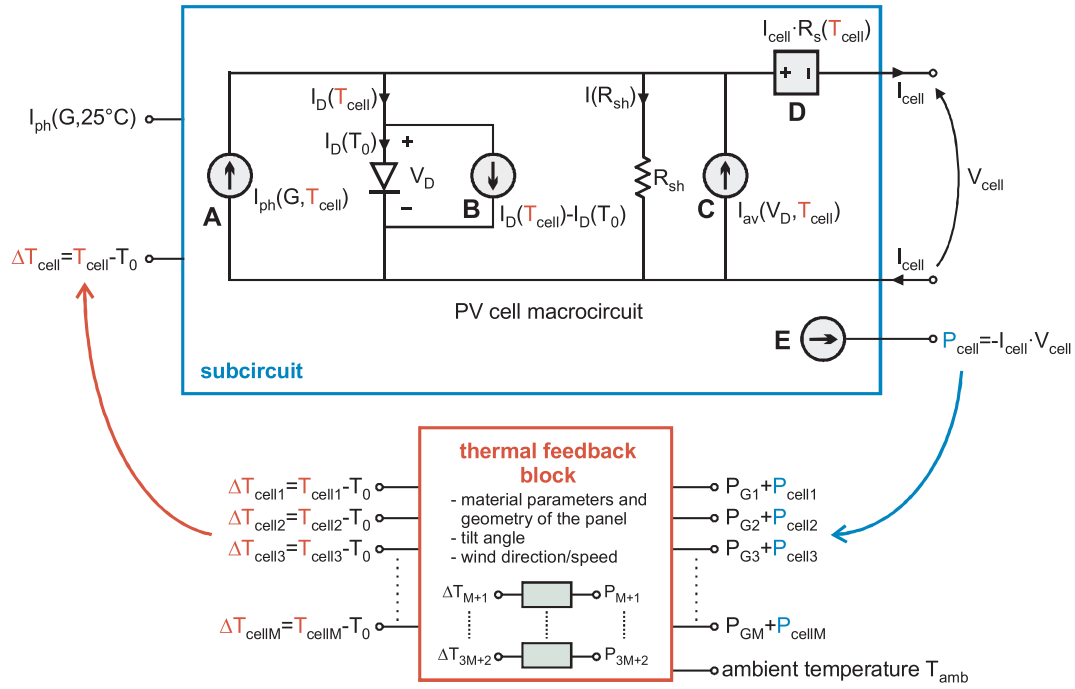 I_cell·R_s(T_cell)
+ I
D
I_cell
I_ph(G,25°C)
I_D(T_cell)
I(R_sh)
I_D(T_0)
+
V_D
-
A
I_ph(G,T_cell)
B
I_D(T_cell)-I_D(T_0)
R_sh
C
I_av(V_D,T_cell)
V_cell
ΔT_cell=T_cell-T_0
I_cell
PV cell macrocircuit
E
P_cell=-I_cell·V_cell
subcircuit
thermal feedback
block
- material parameters and
geometry of the panel
- tilt angle
- wind direction/speed
ΔT_cell1=T_cell1-T_0
ΔT_cell2=T_cell2-T_0
ΔT_cell3=T_cell3-T_0
ΔT_cellM=T_cellM-T_0
ΔT_M+1
P_M+1
ΔT_3M+2
P_3M+2
P_G1+P_cell1
P_G2+P_cell2
P_G3+P_cell3
P_GM+P_cellM
ambient temperature T_amb